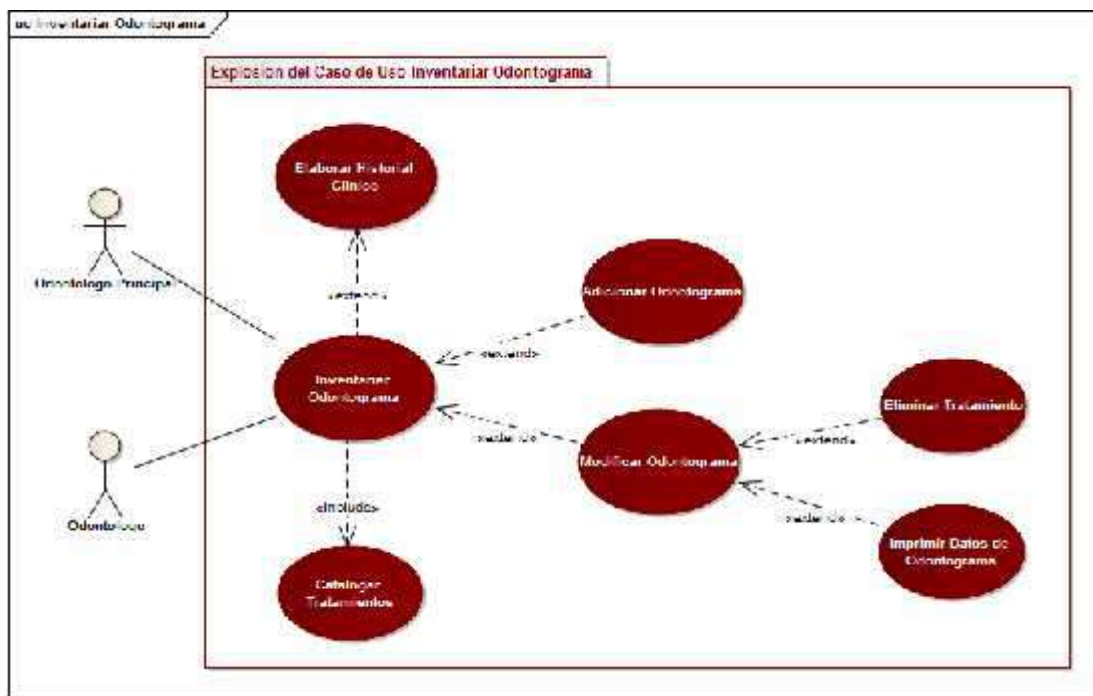 uc Inventariar Odontograma
Explosion del Caso de Uso Inventariar Odontograma
Elaborar Historial
Clinico
Odontologo Principal
«extend»
Adicionar Odontograma
«extend»
Inventariar
Odontograma
Eliminar Tratamiento
«extend»
«extend»
Modificar Odontograma
Odontologo
«include»
«extend»
Imprimir Datos de
Odontograma
Catalogar
Tratamientos